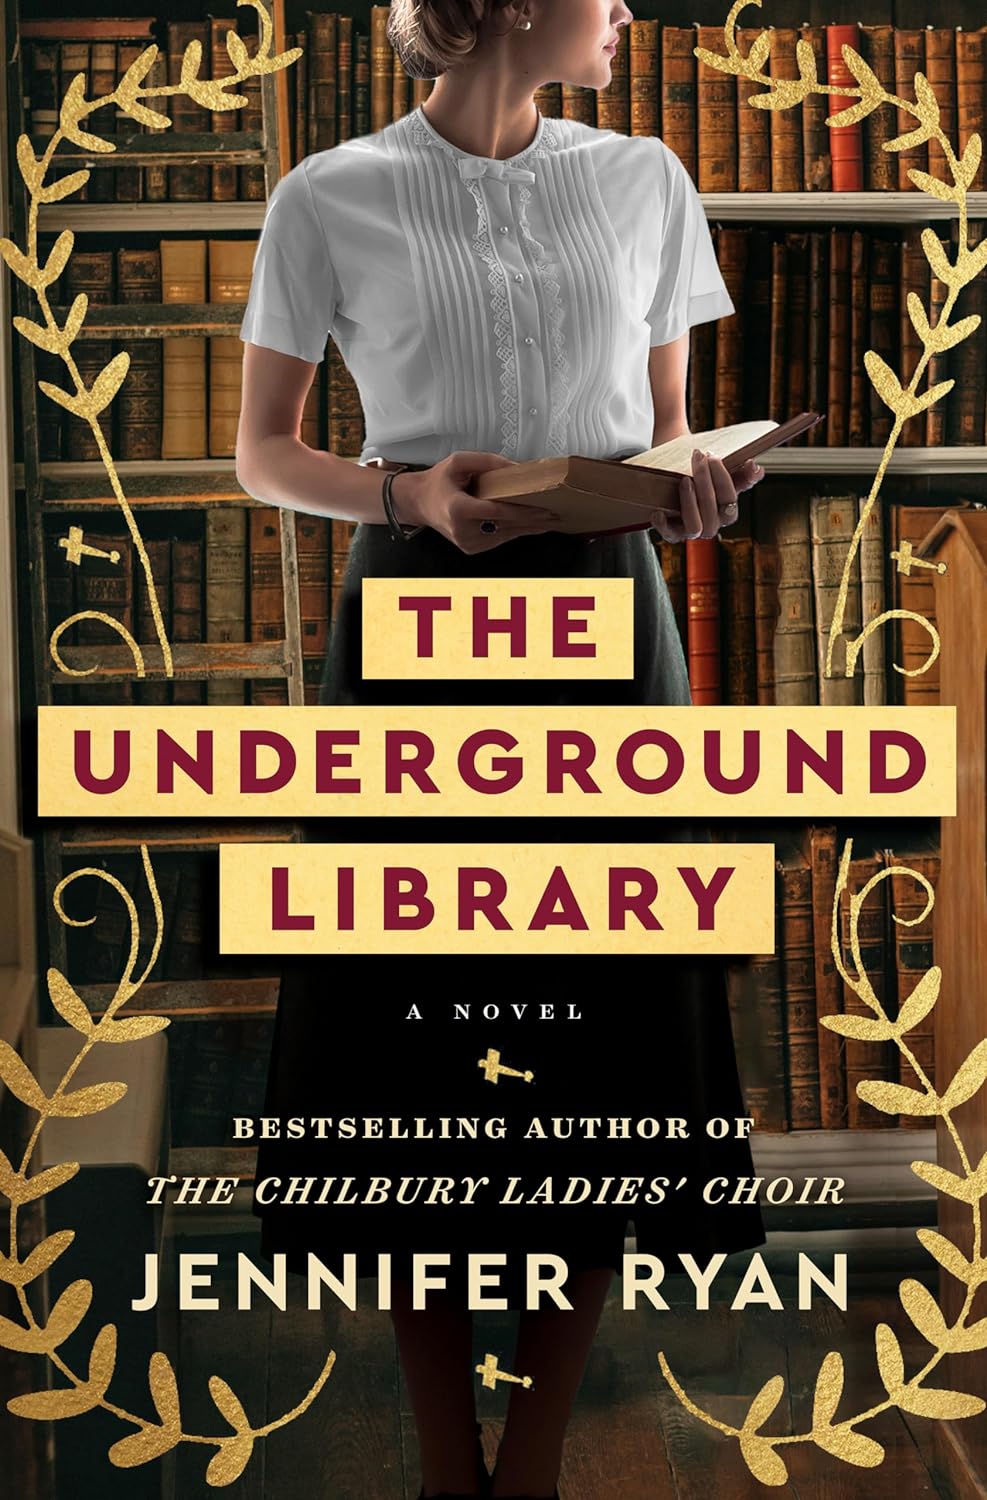 THE
UNDERGROUND
LIBRARY
A NOVEL
BESTSELLING AUTHOR OF
THE CHILBURY LADIES' CHOIR
JENNIFER RYAN